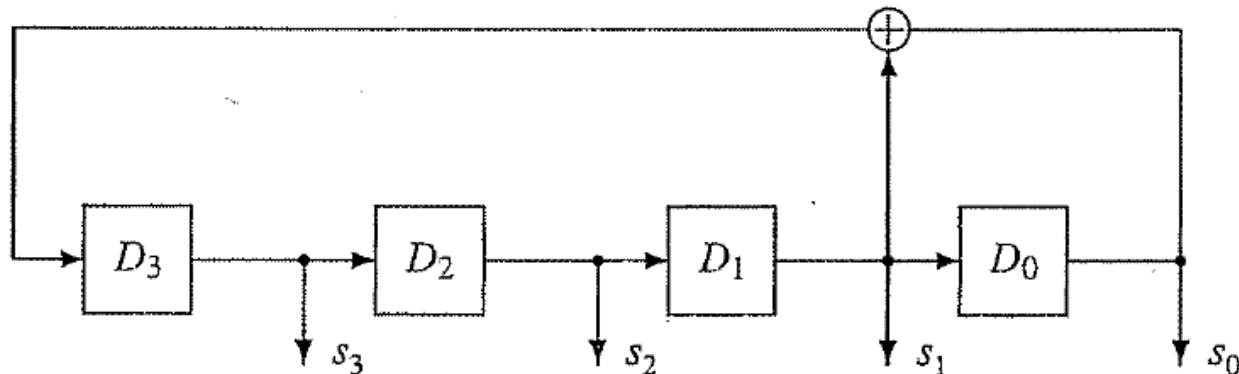 D₃ D₂ D₁ D₀
s₃ s₂ s₁ s₀